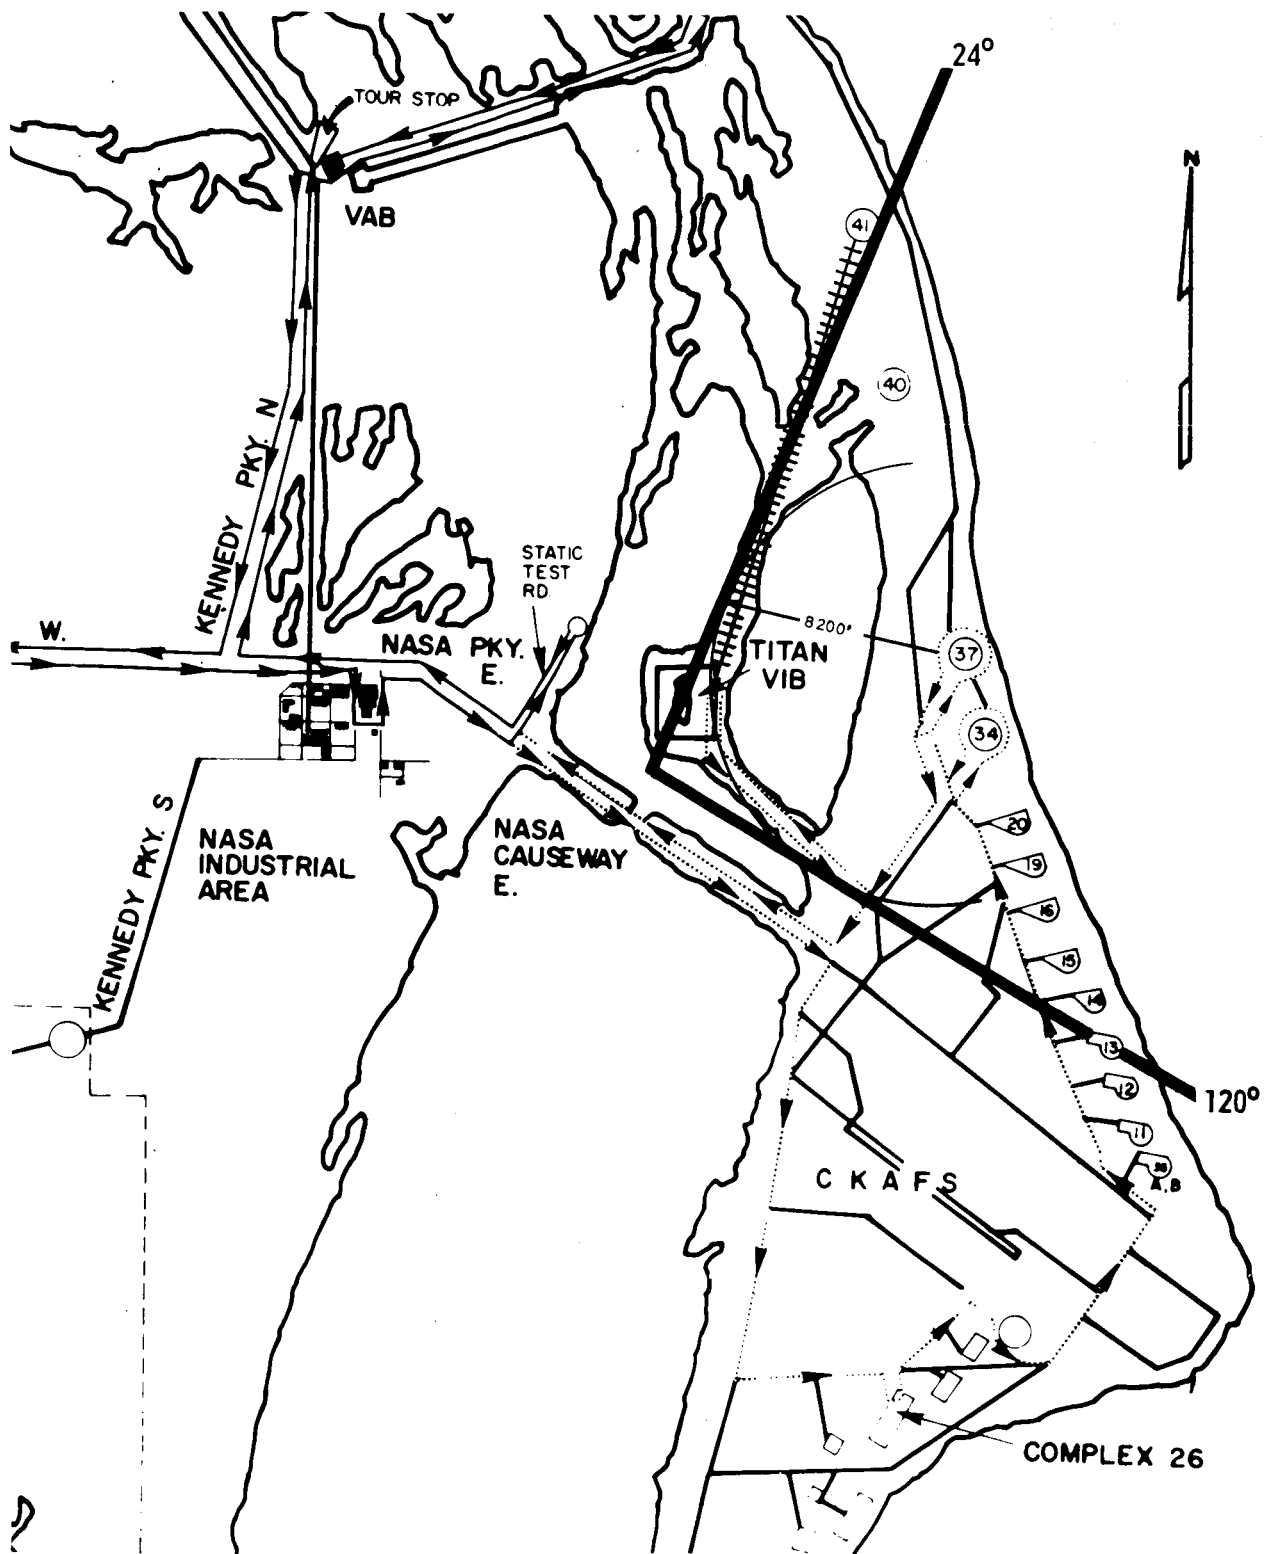 24°
TOUR STOP
N
VAB
41
40
KENNEDY PKY. N
STATIC
TEST
RD.
W.
NASA PKY.
E.
8200'
TITAN
VIB
37
34
KENNEDY PKY. S
NASA
INDUSTRIAL
AREA
NASA
CAUSEWAY
E.
20
19
16
15
14
13
12
11
120°
A,B
C K A F S
COMPLEX 26